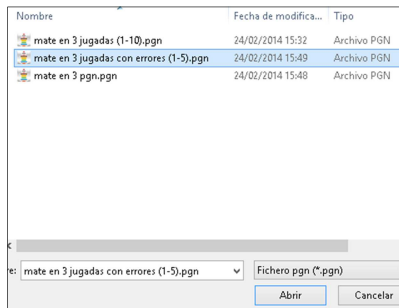 Nombre Fecha de modifica... Tipo
mate en 3 jugadas (1-10).pgn 24/02/2014 15:32 Archivo PGN
mate en 3 jugadas con errores (1-5).pgn 24/02/2014 15:49 Archivo PGN
mate en 3 pgn.pgn 24/02/2014 15:48 Archivo PGN
re: mate en 3 jugadas con errores (1-5).pgn Fichero pgn (*.pgn)
Abrir Cancelar